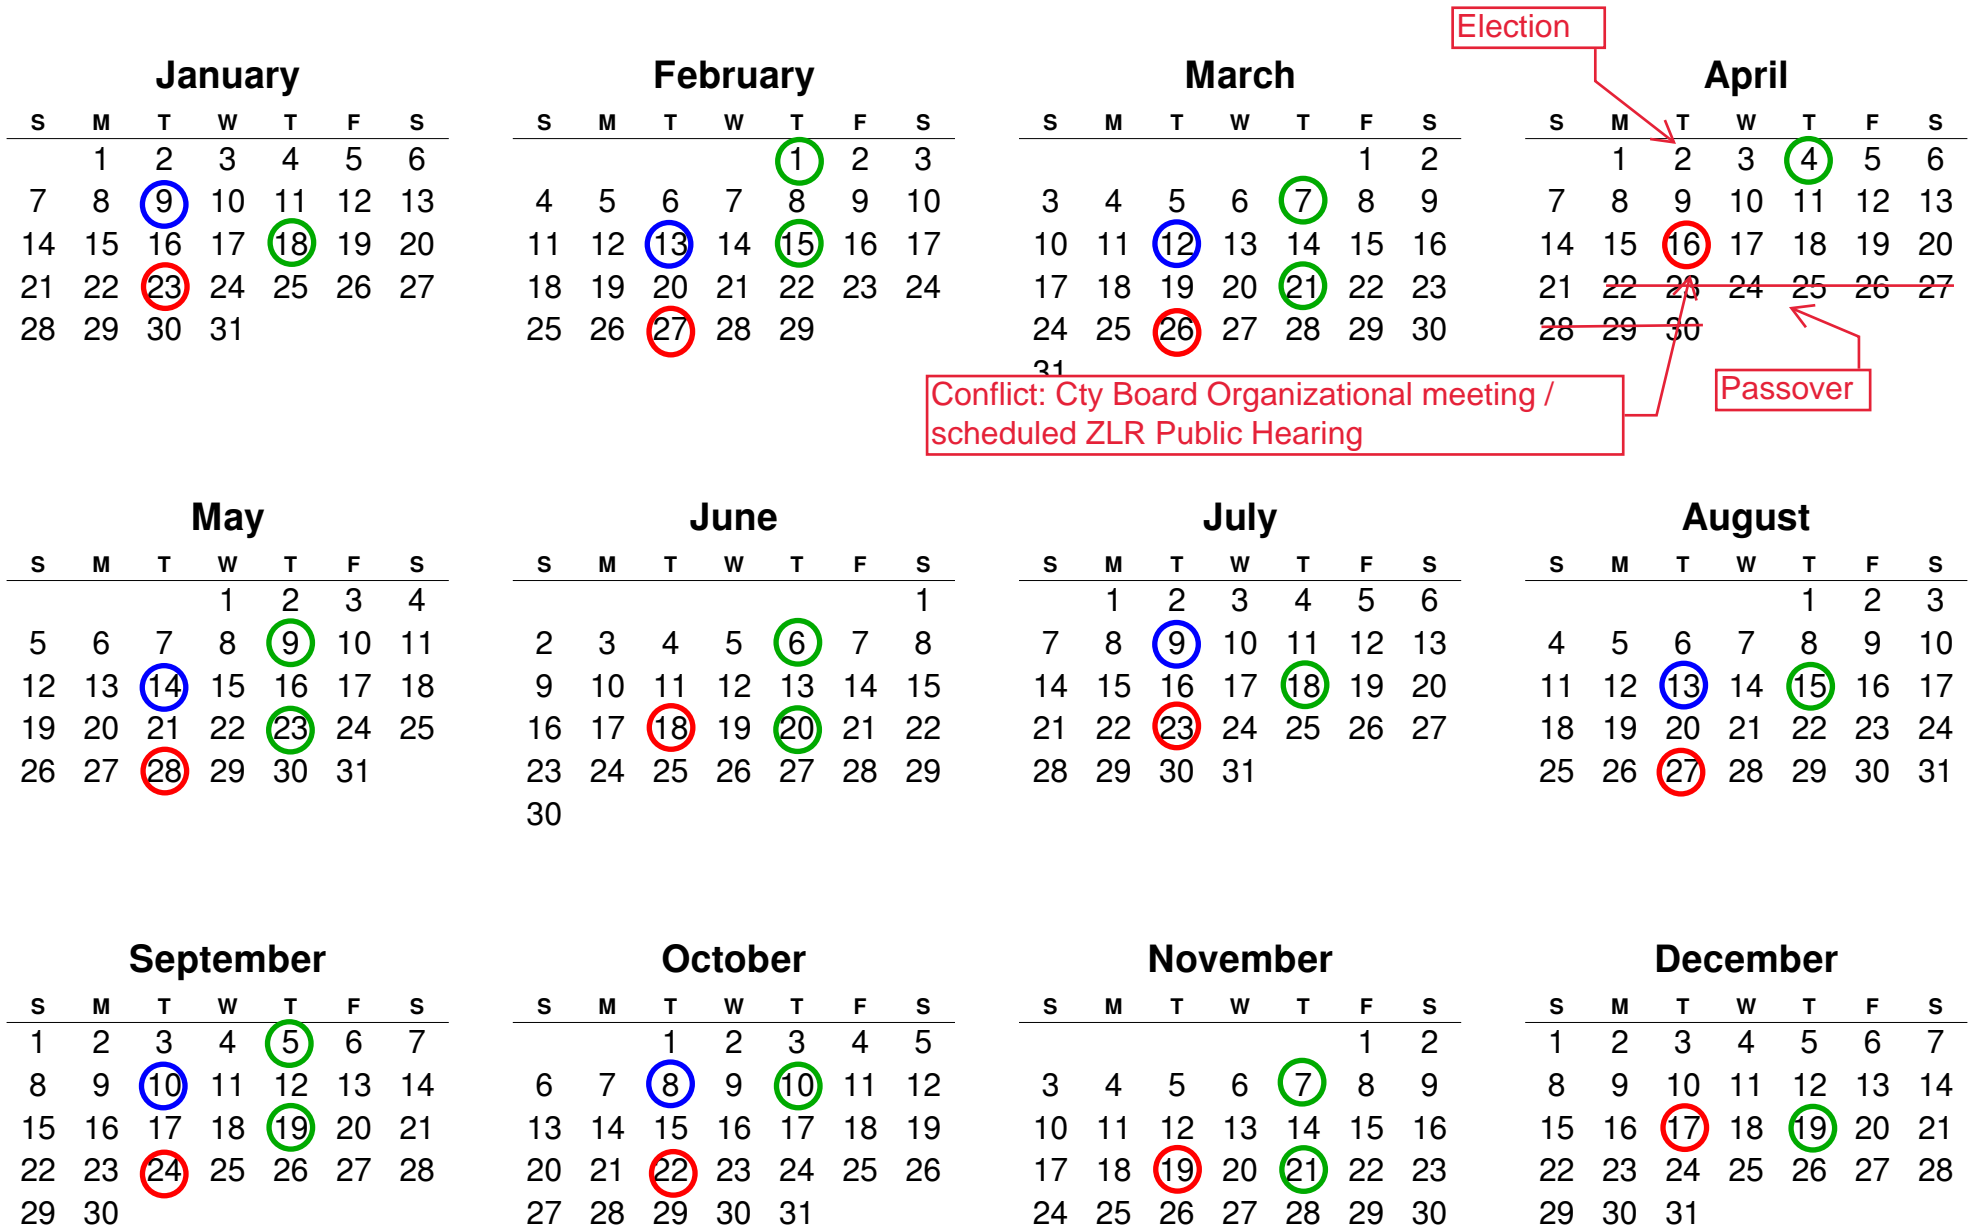 Election
January February March April
S M T W T F S S M T W T F S S M T W T F S S M T W T F S
1 2 3 4 5 6 1 2 3 1 2 1 2 3 4 5 6
7 8 9 10 11 12 13 4 5 6 7 8 9 10 3 4 5 6 7 8 9 7 8 9 10 11 12 13
14 15 16 17 18 19 20 11 12 13 14 15 16 17 10 11 12 13 14 15 16 14 15 16 17 18 19 20
21 22 23 24 25 26 27 18 19 20 21 22 23 24 17 18 19 20 21 22 23 21 22 23 24 25 26 27
28 29 30 31 25 26 27 28 29 24 25 26 27 28 29 30 28 29 30
31
Conflict: Cty Board Organizational meeting /
scheduled ZLR Public Hearing
Passover
May June July August
S M T W T F S S M T W T F S S M T W T F S S M T W T F S
1 2 3 4 1 1 2 3 4 5 6 1 2 3
5 6 7 8 9 10 11 2 3 4 5 6 7 8 7 8 9 10 11 12 13 4 5 6 7 8 9 10
12 13 14 15 16 17 18 9 10 11 12 13 14 15 14 15 16 17 18 19 20 11 12 13 14 15 16 17
19 20 21 22 23 24 25 16 17 18 19 20 21 22 21 22 23 24 25 26 27 18 19 20 21 22 23 24
26 27 28 29 30 31 23 24 25 26 27 28 29 28 29 30 31 25 26 27 28 29 30 31
30
September October November December
S M T W T F S S M T W T F S S M T W T F S S M T W T F S
1 2 3 4 5 6 7 1 2 3 4 5 1 2 1 2 3 4 5 6 7
8 9 10 11 12 13 14 6 7 8 9 10 11 12 3 4 5 6 7 8 9 8 9 10 11 12 13 14
15 16 17 18 19 20 21 13 14 15 16 17 18 19 10 11 12 13 14 15 16 15 16 17 18 19 20 21
22 23 24 25 26 27 28 20 21 22 23 24 25 26 17 18 19 20 21 22 23 22 23 24 25 26 27 28
29 30 27 28 29 30 31 24 25 26 27 28 29 30 29 30 31